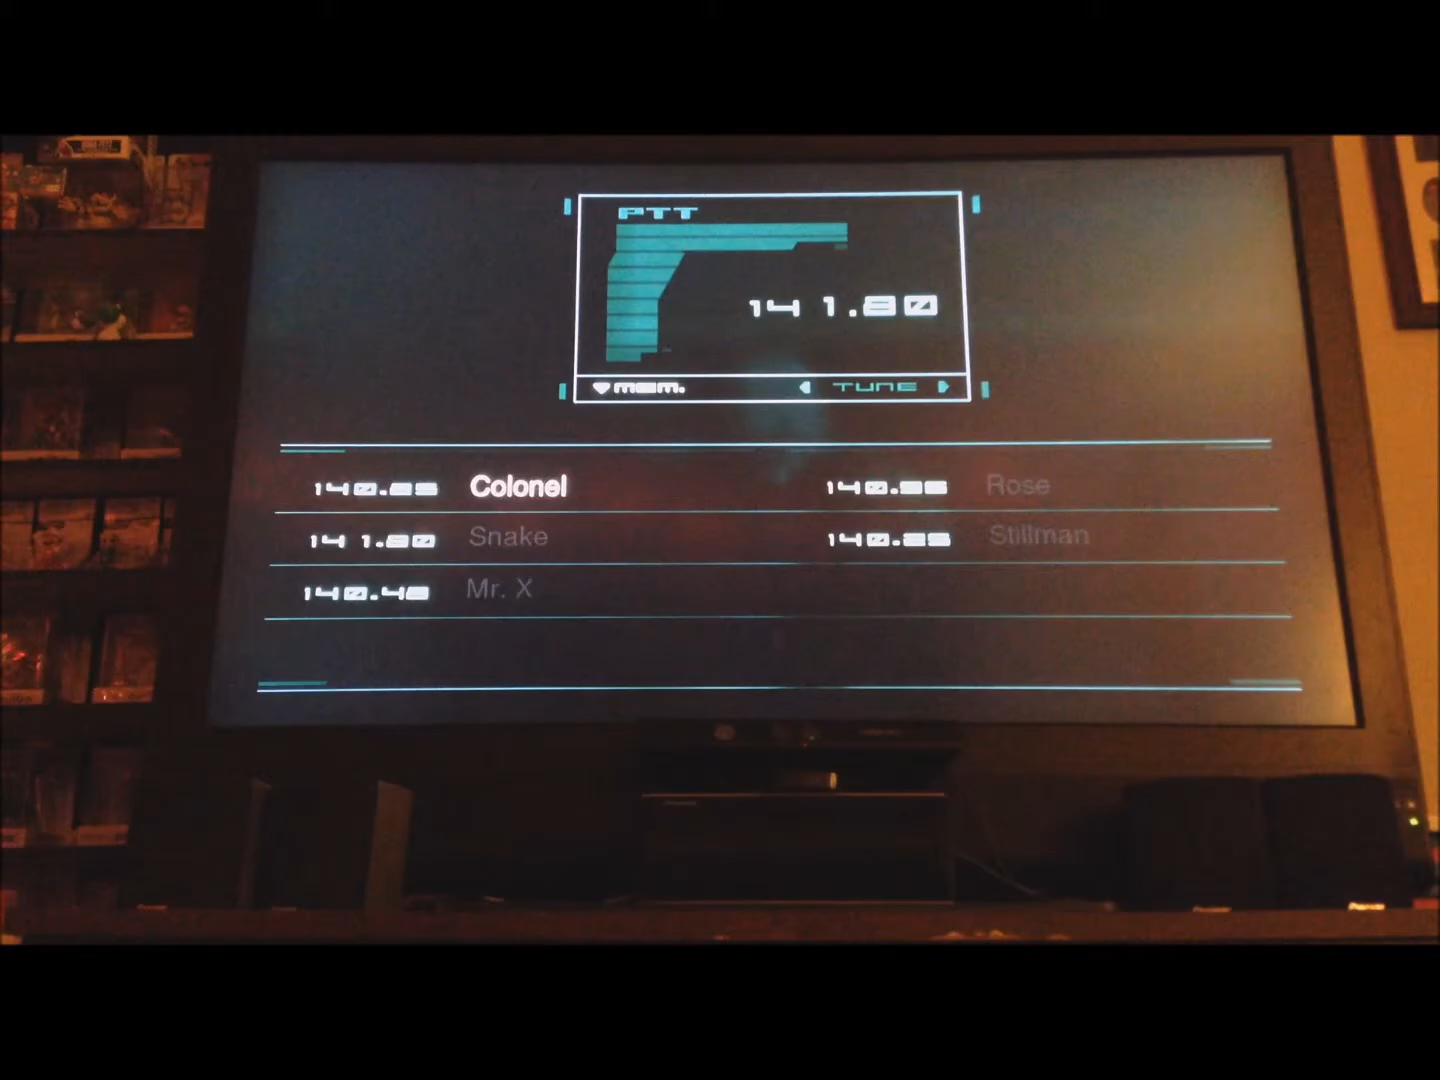 PTT
141.80
mem.
TUNE
140.85 Colonel 140.96 Rose
141.80 Snake 140.25 Stillman
140.48 Mr. X